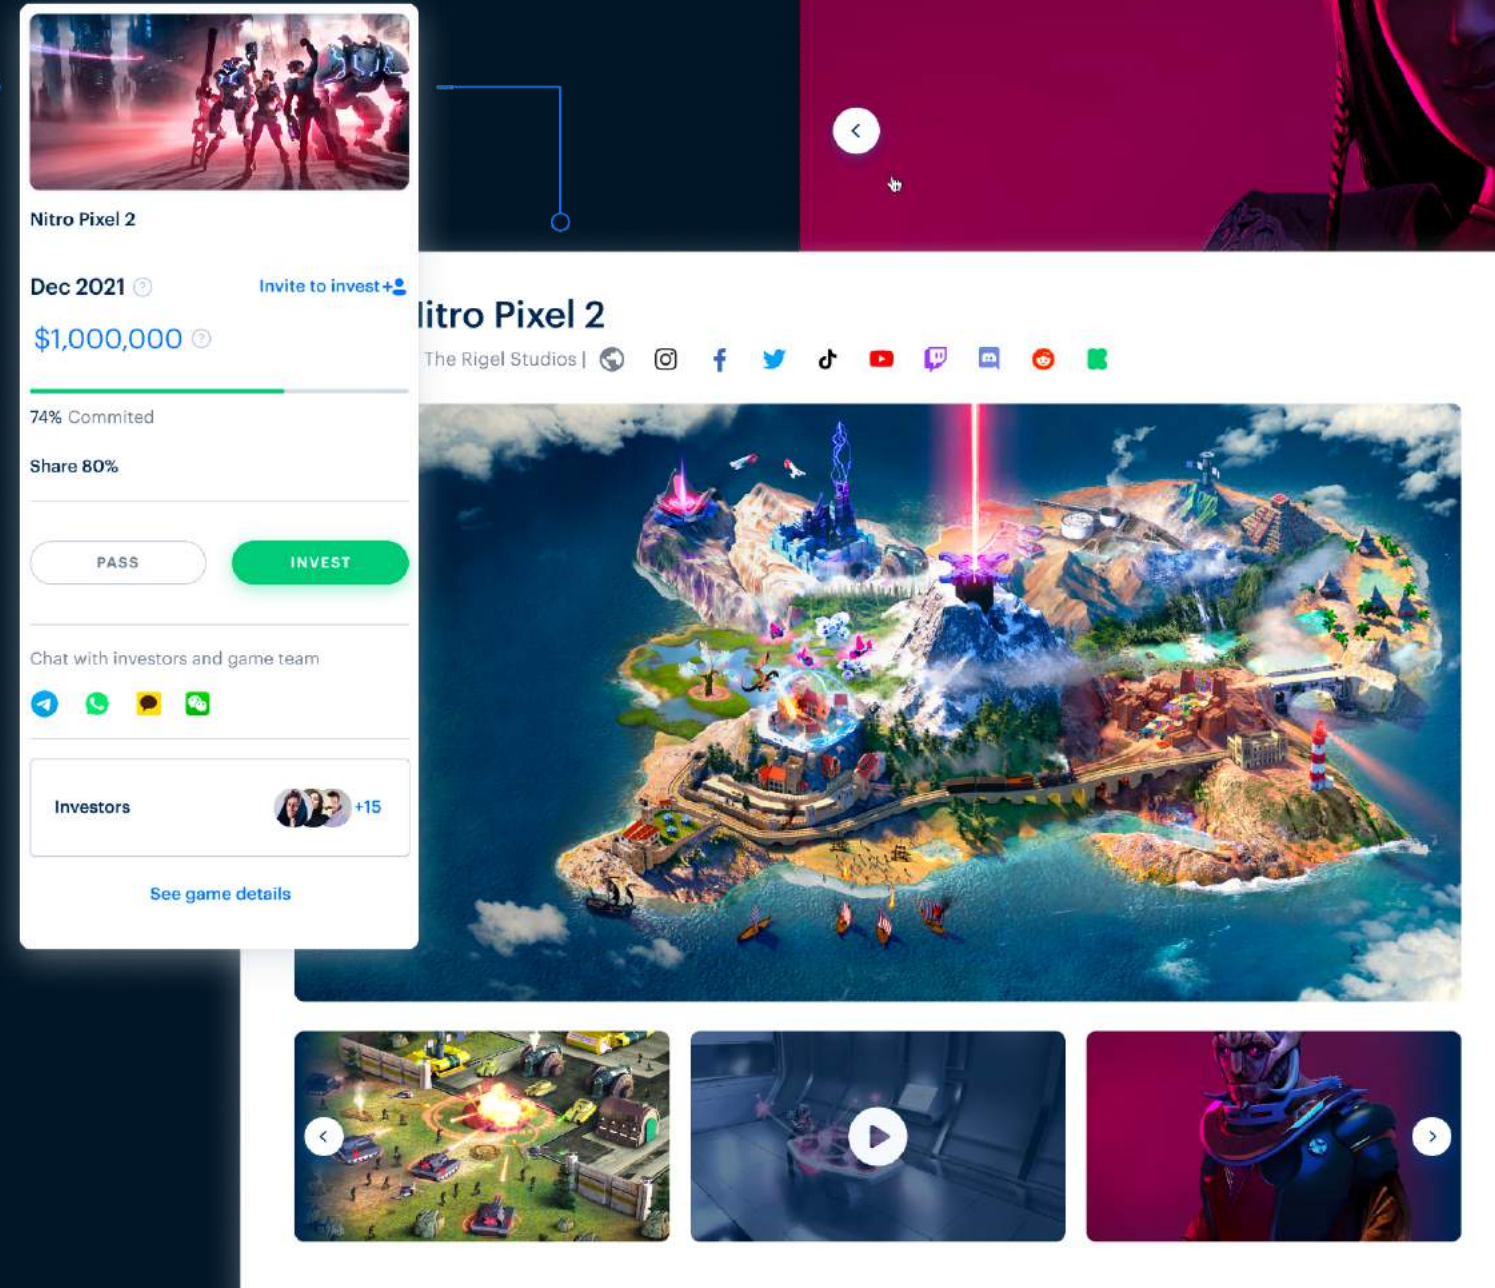 Nitro Pixel 2
Dec 2021
Invite to invest
$1,000,000
74% Commited
Share 80%
PASS
INVEST
Chat with investors and game team
Investors
+15
See game details
litro Pixel 2
The Rigel Studios |